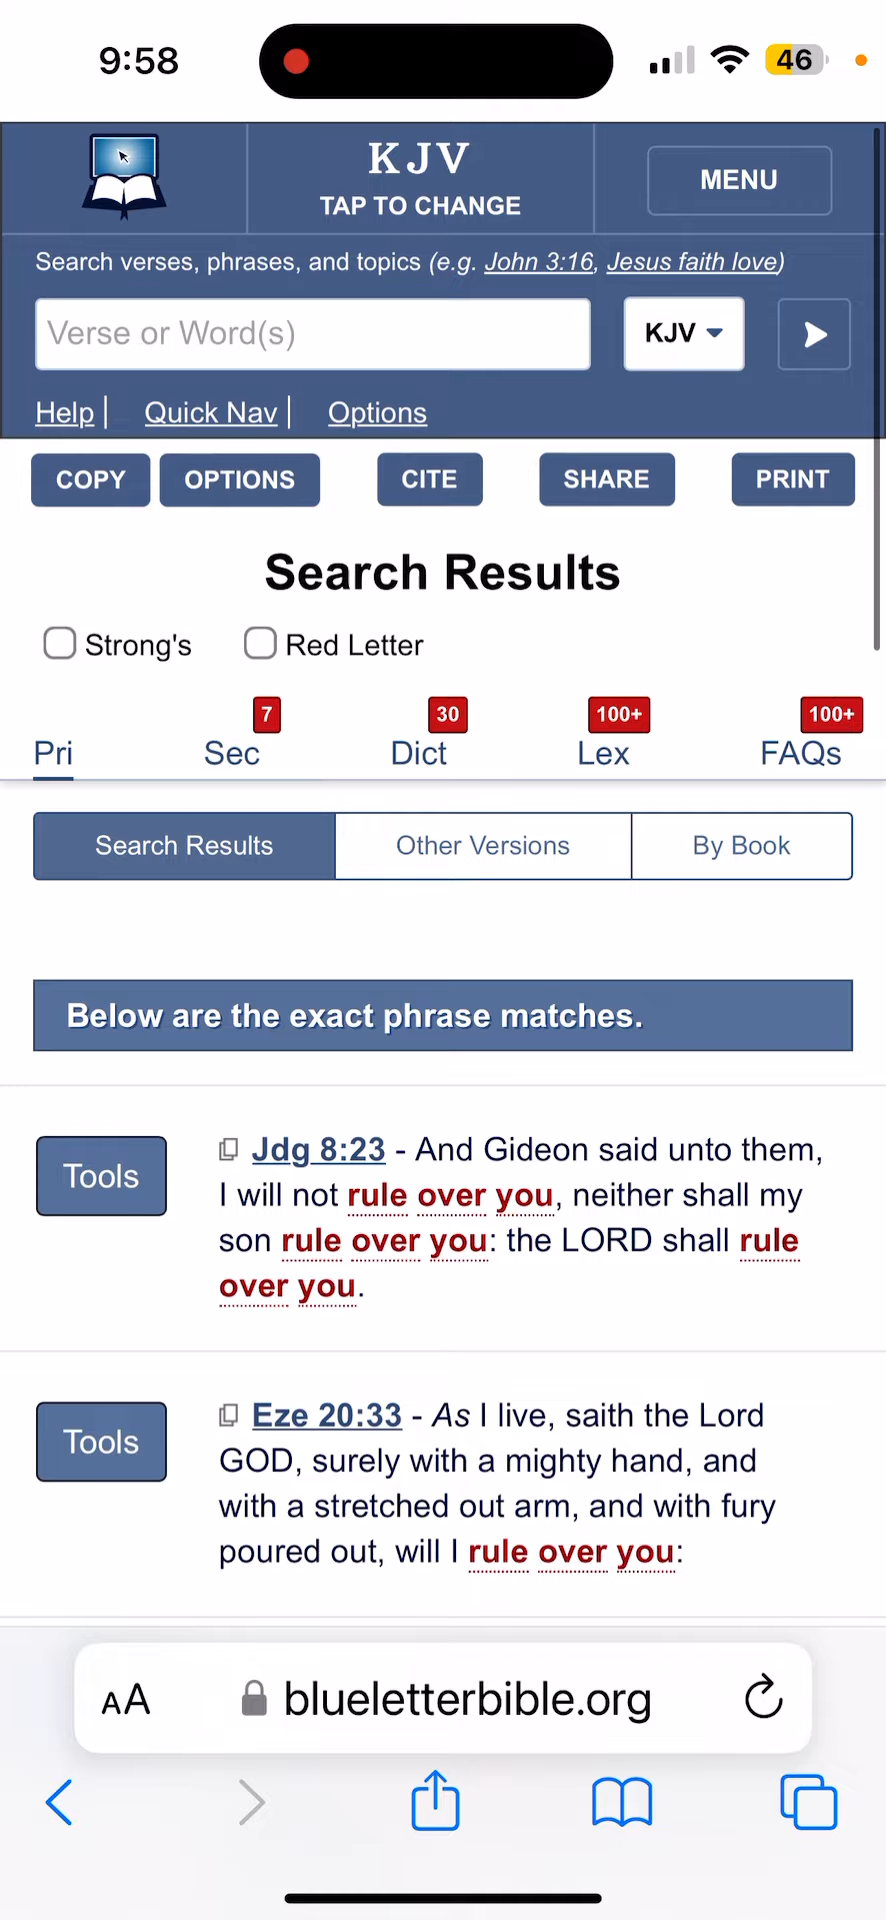 9:58
46
KJV
TAP TO CHANGE
MENU
Search verses, phrases, and topics (e.g. John 3:16, Jesus faith love)
Verse or Word(s)
KJV
Help | Quick Nav | Options
COPY OPTIONS CITE SHARE PRINT
Search Results
Strong's Red Letter
7 30 100+ 100+
Pri Sec Dict Lex FAQs
Search Results Other Versions By Book
Below are the exact phrase matches.
Tools
Jdg 8:23 - And Gideon said unto them,
I will not rule over you, neither shall my
son rule over you: the LORD shall rule
over you.
Tools
Eze 20:33 - As I live, saith the Lord
GOD, surely with a mighty hand, and
with a stretched out arm, and with fury
poured out, will I rule over you:
AA blueletterbible.org